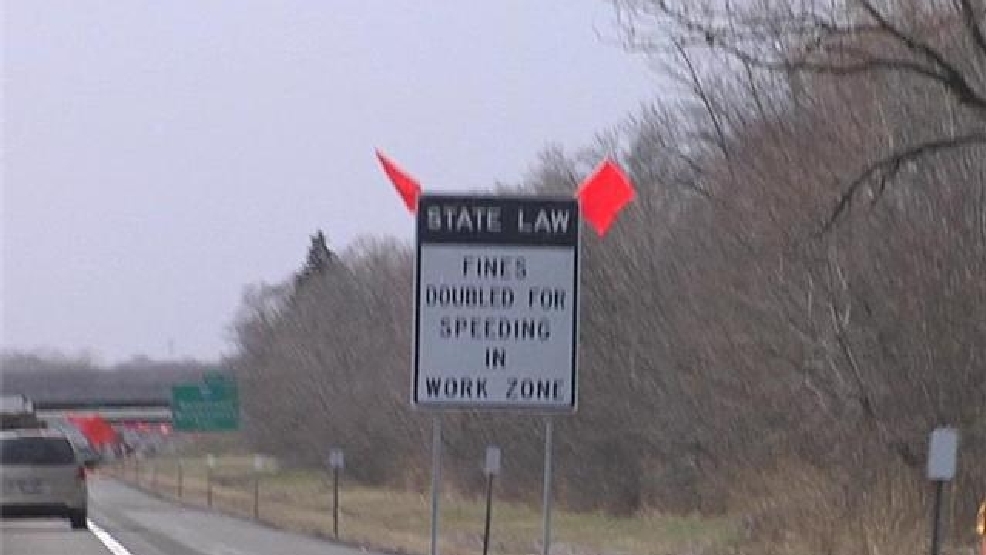 STATE LAW
FINES
DOUBLED FOR
SPEEDING
IN
WORK ZONE